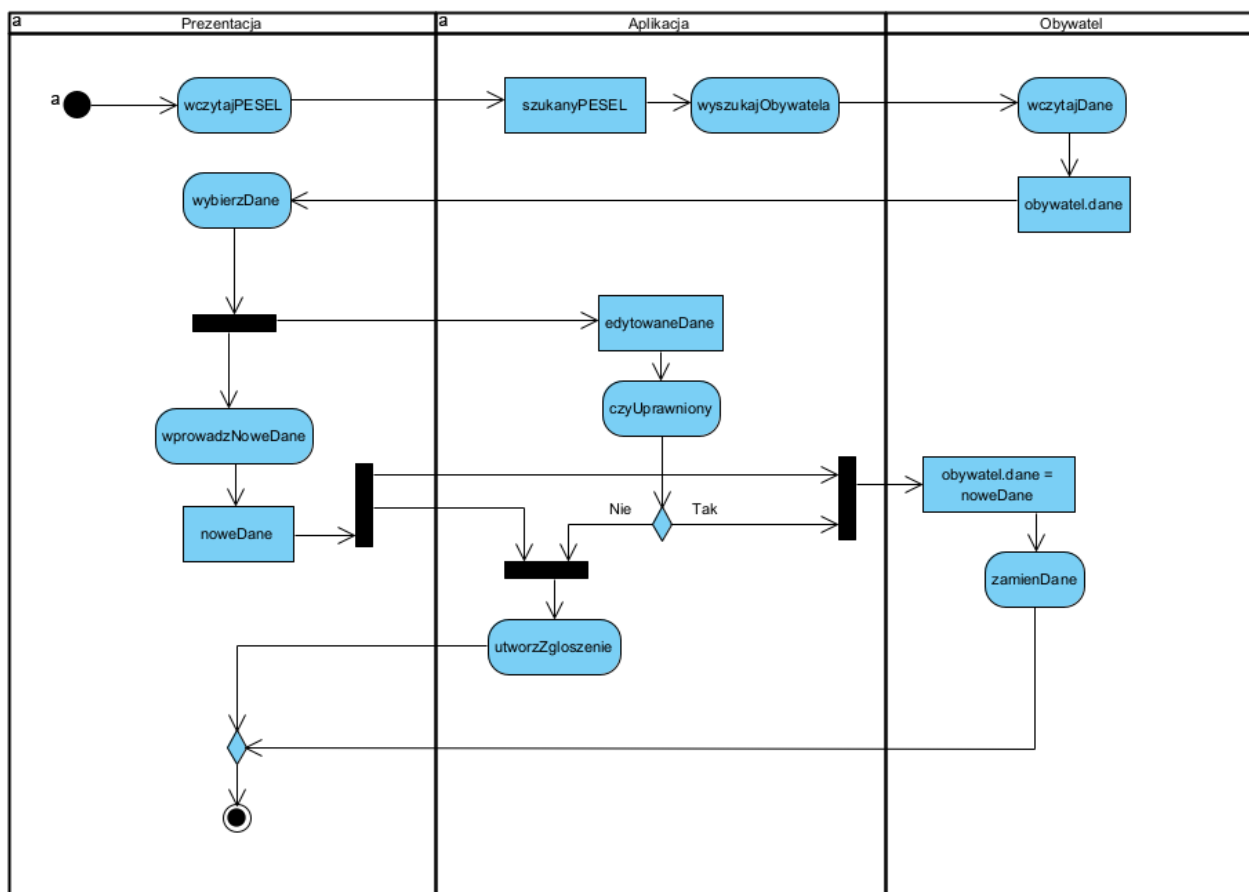 a
Prezentacja
a
Aplikacja
Obywatel
a
wczytajPESEL
szukanyPESEL
wyszukajObywatela
wczytajDane
wybierzDane
obywatel.dane
edytowaneDane
czyUprawniony
wprowadzNoweDane
obywatel.dane =
noweDane
Nie
Tak
noweDane
zamienDane
utworzZgloszenie